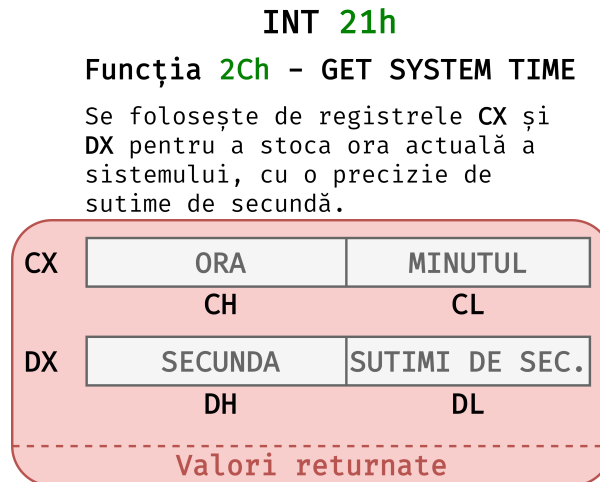 INT 21h
Funcția 2Ch – GET SYSTEM TIME
Se folosește de registrele CX și
DX pentru a stoca ora actuală a
sistemului, cu o precizie de
sutime de secundă.
CX ORA MINUTUL
CH CL
DX SECUNDA SUTIMI DE SEC.
DH DL
Valori returnate